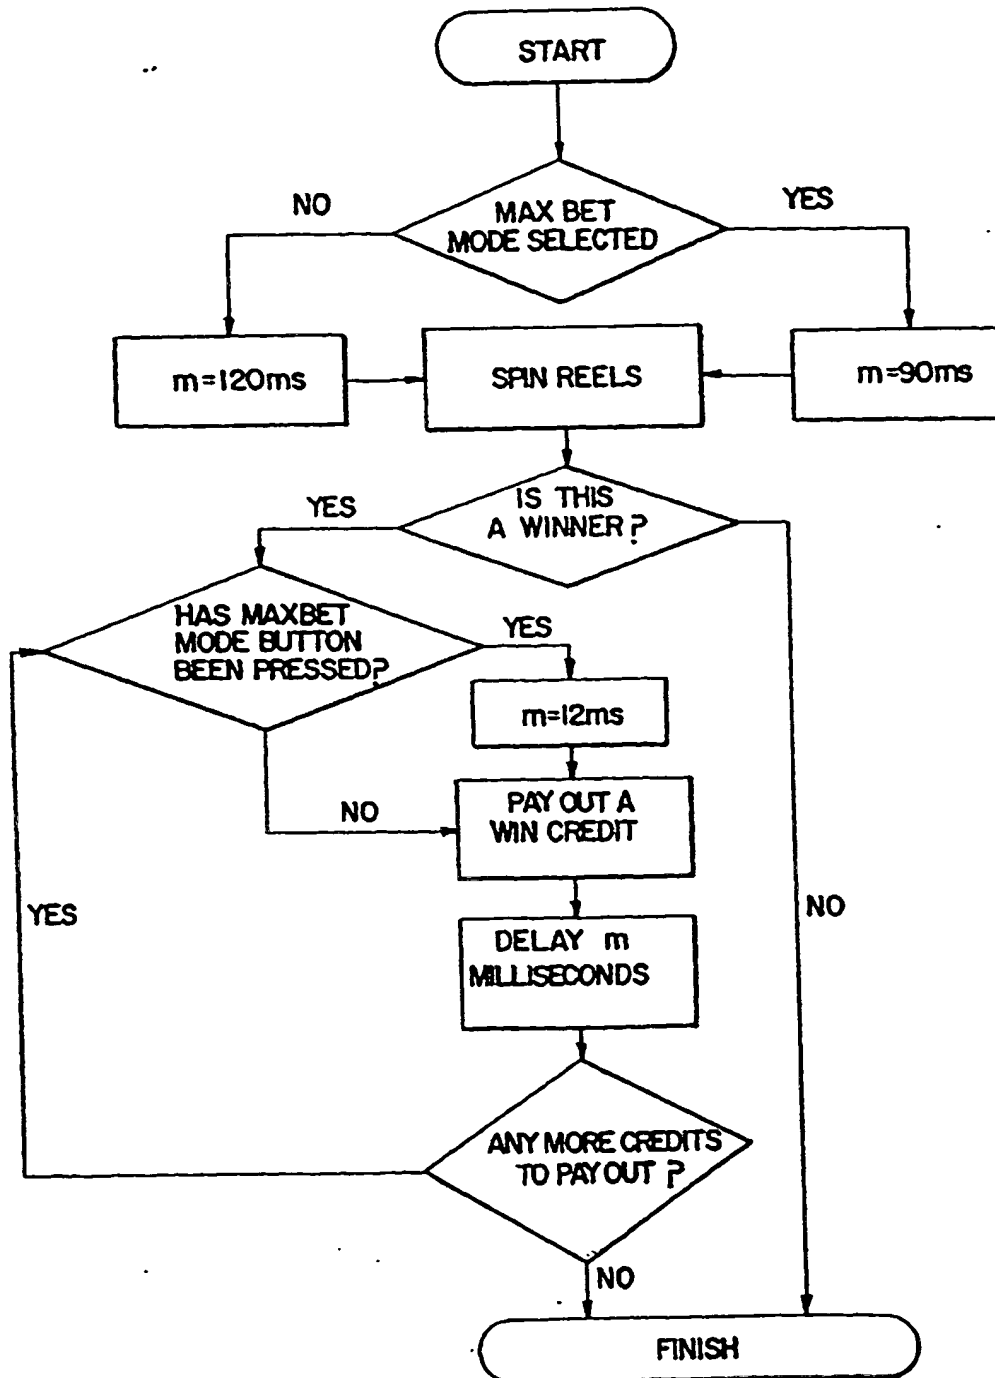 START
NO
YES
MAX BET
MODE SELECTED
m=120ms
SPIN REELS
m=90ms
YES
IS THIS
A WINNER?
HAS MAXBET
MODE BUTTON
BEEN PRESSED?
YES
m=12ms
NO
PAY OUT A
WIN CREDIT
YES
NO
DELAY m
MILLISECONDS
ANY MORE CREDITS
TO PAY OUT ?
NO
FINISH